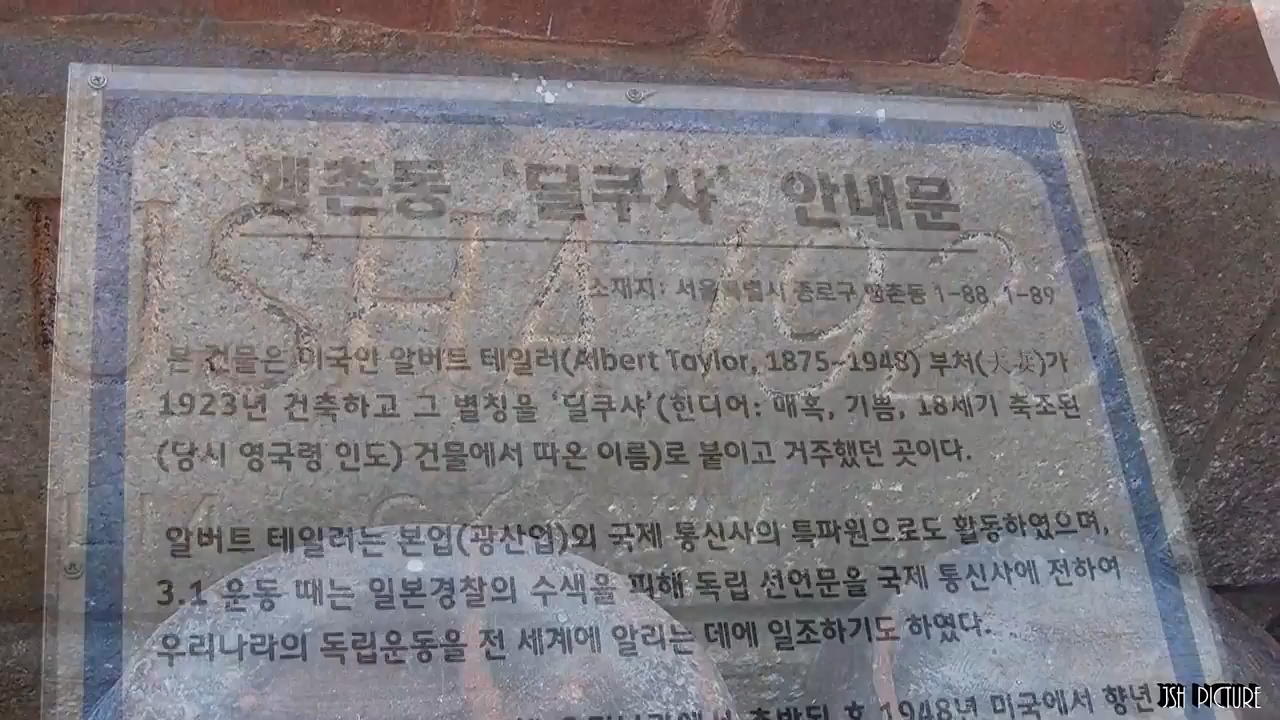 행촌동 '딜쿠샤' 안내문
소재지: 서울특별시 종로구 행촌동 1-88, 1-89
USHA 1923
본 건물은 미국인 알버트 테일러(Albert Taylor, 1875~1948) 부처(夫妻)가
1923년 건축하고 그 별칭을 '딜쿠샤'(힌디어: 매혹, 기쁨, 18세기 축조된
(당시 영국령 인도) 건물에서 따온 이름)로 붙이고 거주했던 곳이다.
알버트 테일러는 본업(광산업)외 국제 통신사의 특파원으로도 활동하였으며,
3.1 운동 때는 일본경찰의 수색을 피해 독립 선언문을 국제 통신사에 전하여
우리나라의 독립운동을 전 세계에 알리는 데에 일조하기도 하였다.
추방된 후 1948년 미국에서 향년
JSH PICTURE